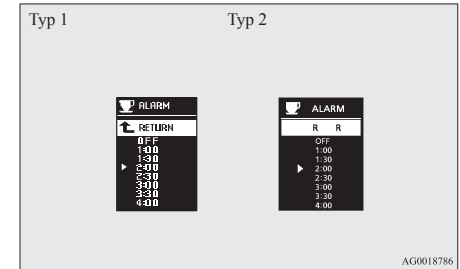 Typ 1
Typ 2
ALARM
RETURN
OFF
1:00
1:30
2:00
2:30
3:00
3:30
4:00
ALARM
R R
OFF
1:00
1:30
2:00
2:30
3:00
3:30
4:00
AG0018786